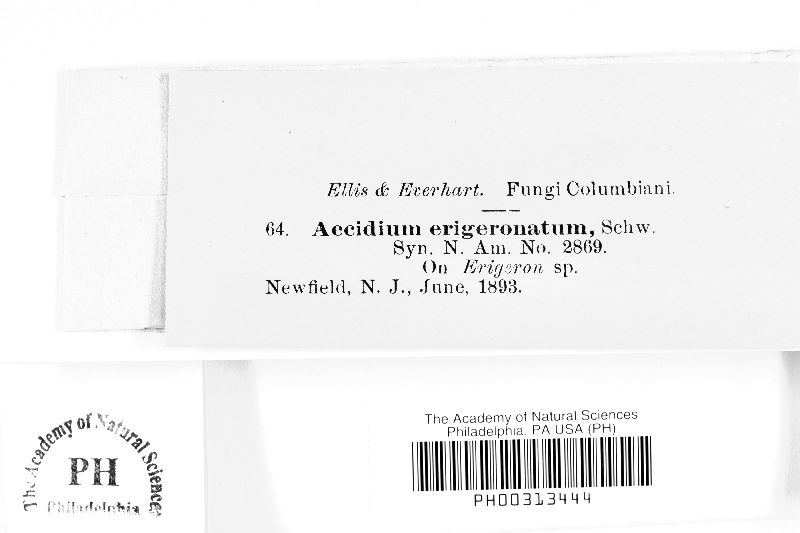 Ellis & Everhart. Fungi Columbiani.
64. Aecidium erigeronatum, Schw.
Syn. N. Am. No. 2869.
On Erigeron sp.
Newfield, N. J., June, 1893.
The Academy of Natural Sciences
Philadelphia, PA USA (PH)
PH00313444
The Academy of Natural Sciences
PH
Philadelphia